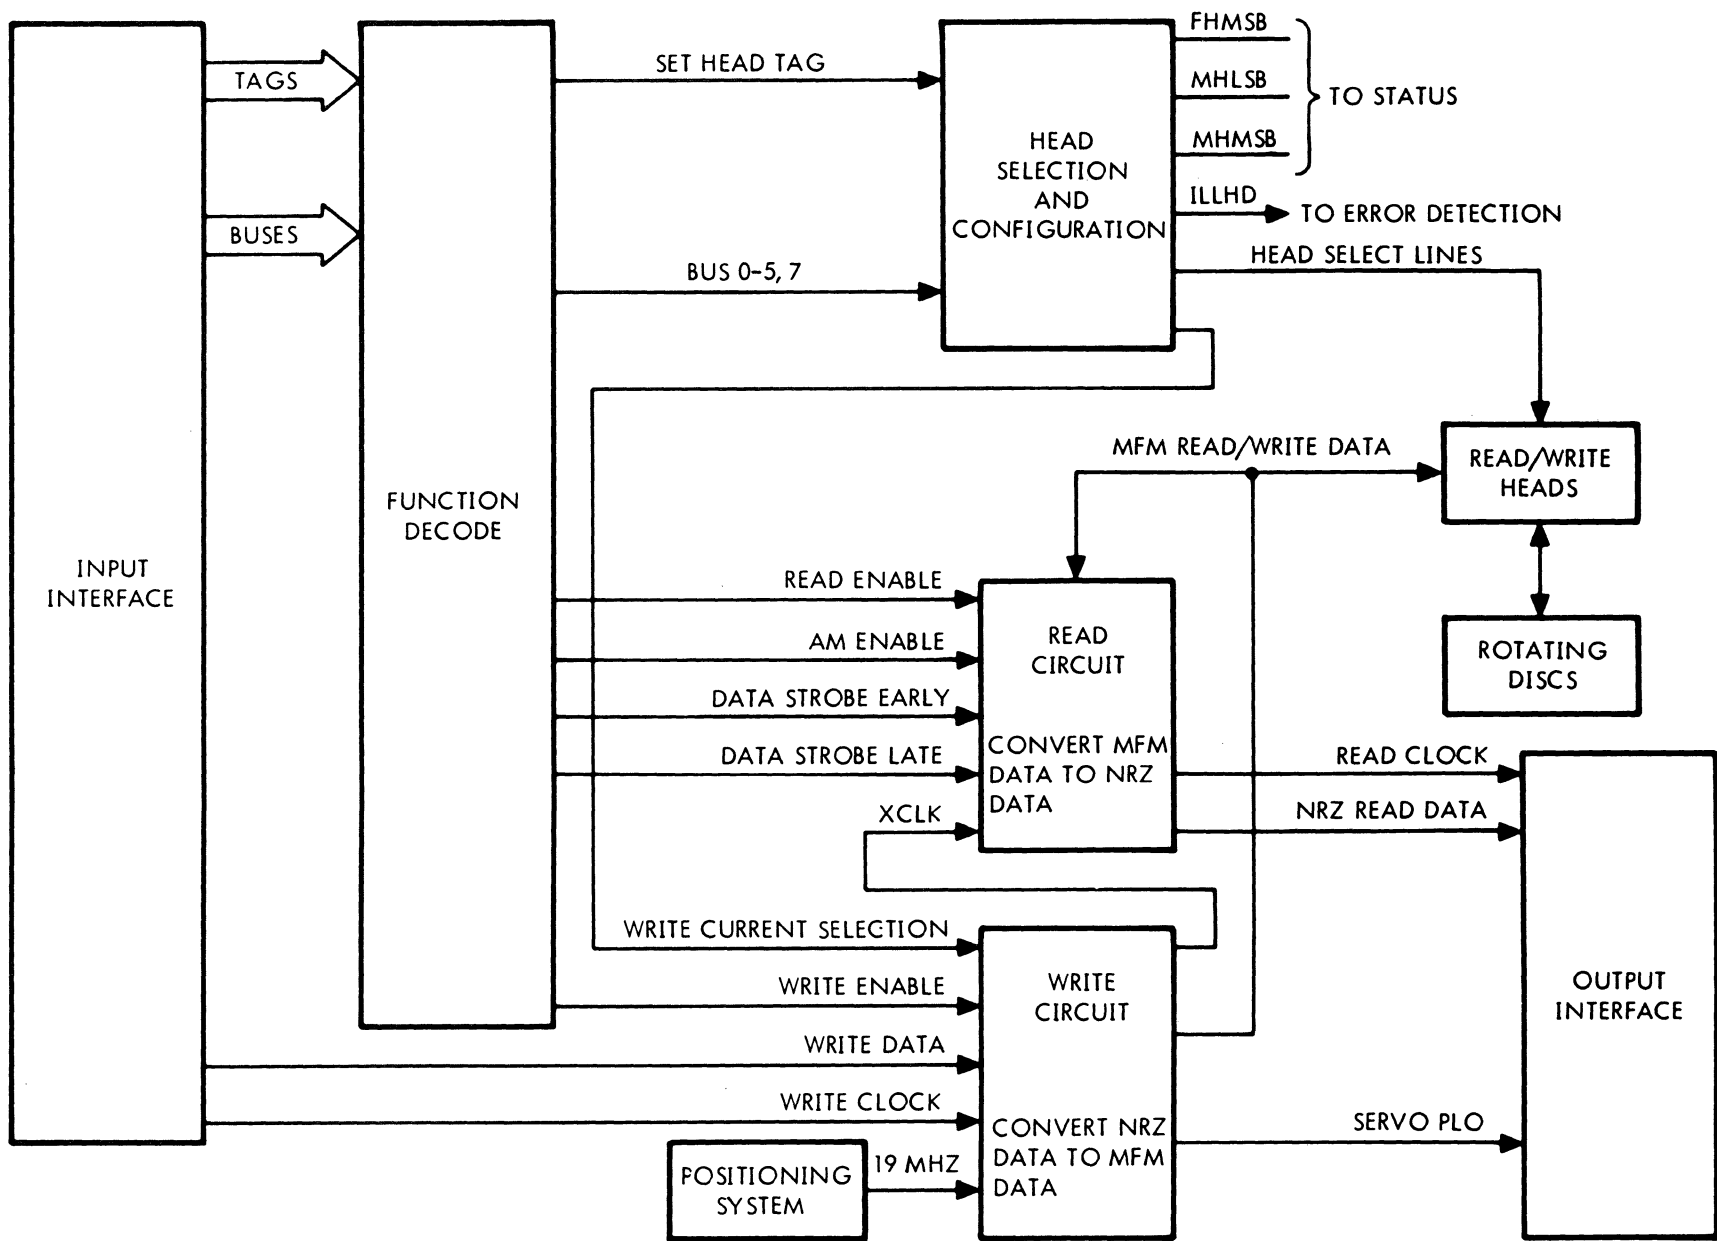 FHMSB
SET HEAD TAG
TAGS
MHLSB
TO STATUS
MHMSB
HEAD
SELECTION
AND
CONFIGURATION
ILLHD
TO ERROR DETECTION
BUSES
HEAD SELECT LINES
BUS 0-5, 7
MFM READ/WRITE DATA
READ/WRITE
HEADS
FUNCTION
DECODE
INPUT
INTERFACE
READ ENABLE
AM ENABLE
DATA STROBE EARLY
DATA STROBE LATE
XCLK
READ
CIRCUIT
CONVERT MFM
DATA TO NRZ
DATA
ROTATING
DISCS
READ CLOCK
NRZ READ DATA
WRITE CURRENT SELECTION
WRITE ENABLE
WRITE DATA
WRITE CLOCK
19 MHZ
POSITIONING
SYSTEM
WRITE
CIRCUIT
CONVERT NRZ
DATA TO MFM
DATA
SERVO PLO
OUTPUT
INTERFACE